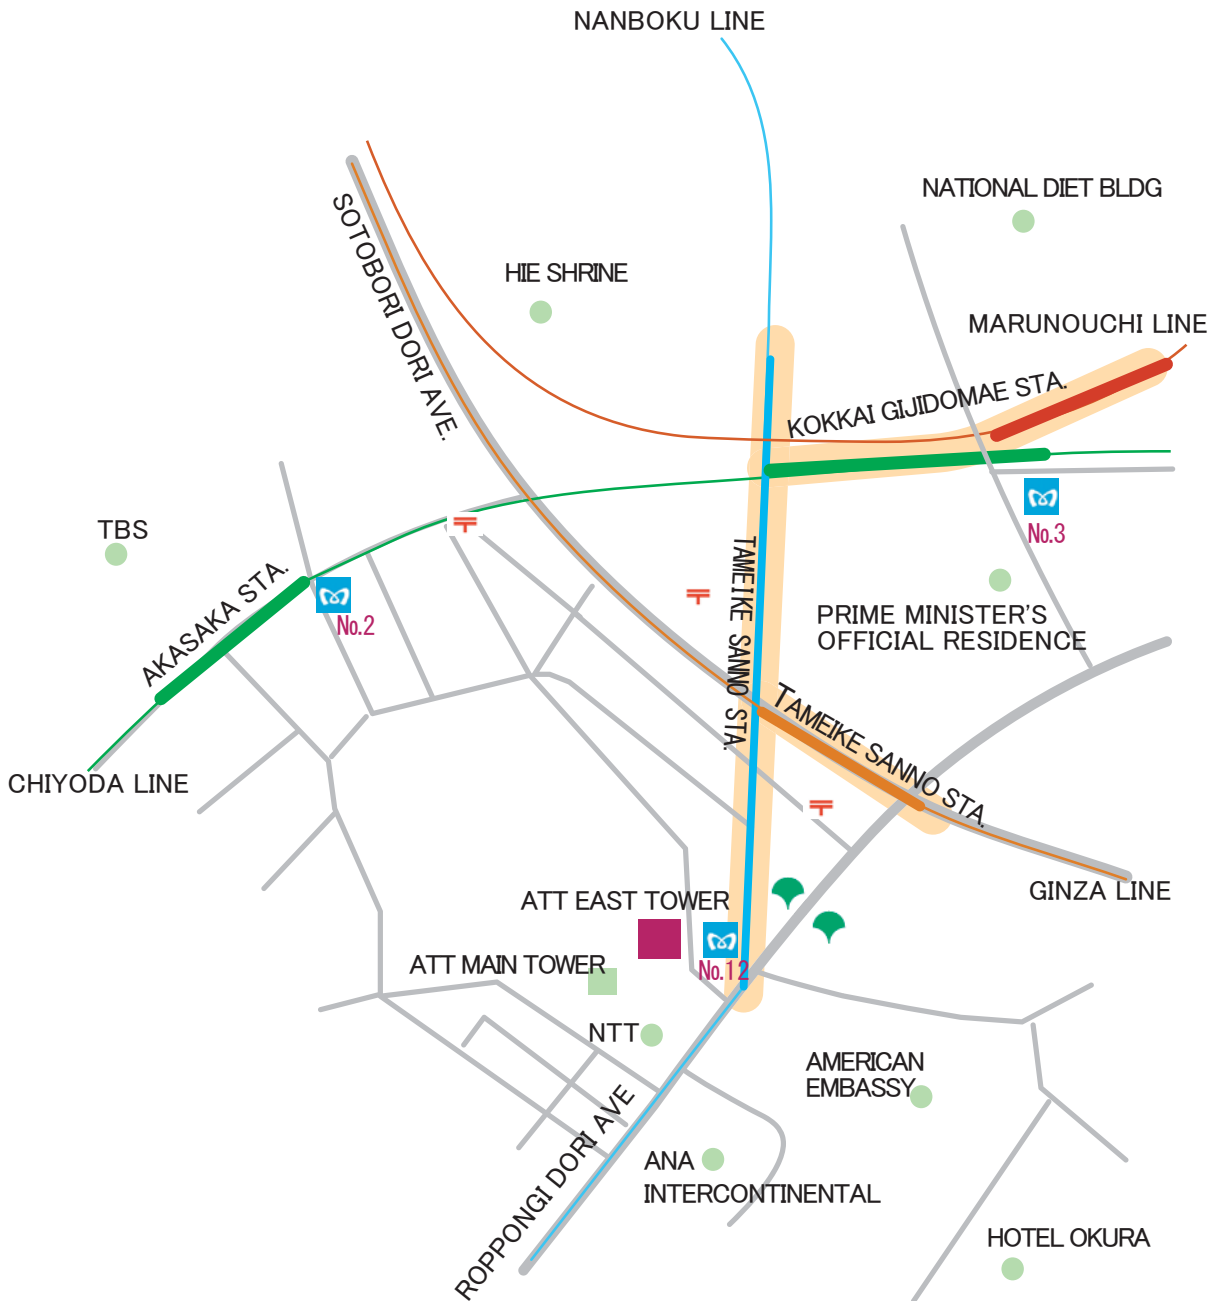 NANBOKU LINE
NATIONAL DIET BLDG
SOTOBORI DORI AVE.
HIE SHRINE
MARUNOUCHI LINE
KOKKAI GIJIDOMAE STA.
TBS
No.3
AKASAKA STA.
No.2
TAMEIKE SANNO STA.
PRIME MINISTER'S
OFFICIAL RESIDENCE
TAMEIKE SANNO STA.
CHIYODA LINE
GINZA LINE
ATT EAST TOWER
ATT MAIN TOWER
No.12
NTT
AMERICAN
EMBASSY
ROPPONGI DORI AVE
ANA
INTERCONTINENTAL
HOTEL OKURA